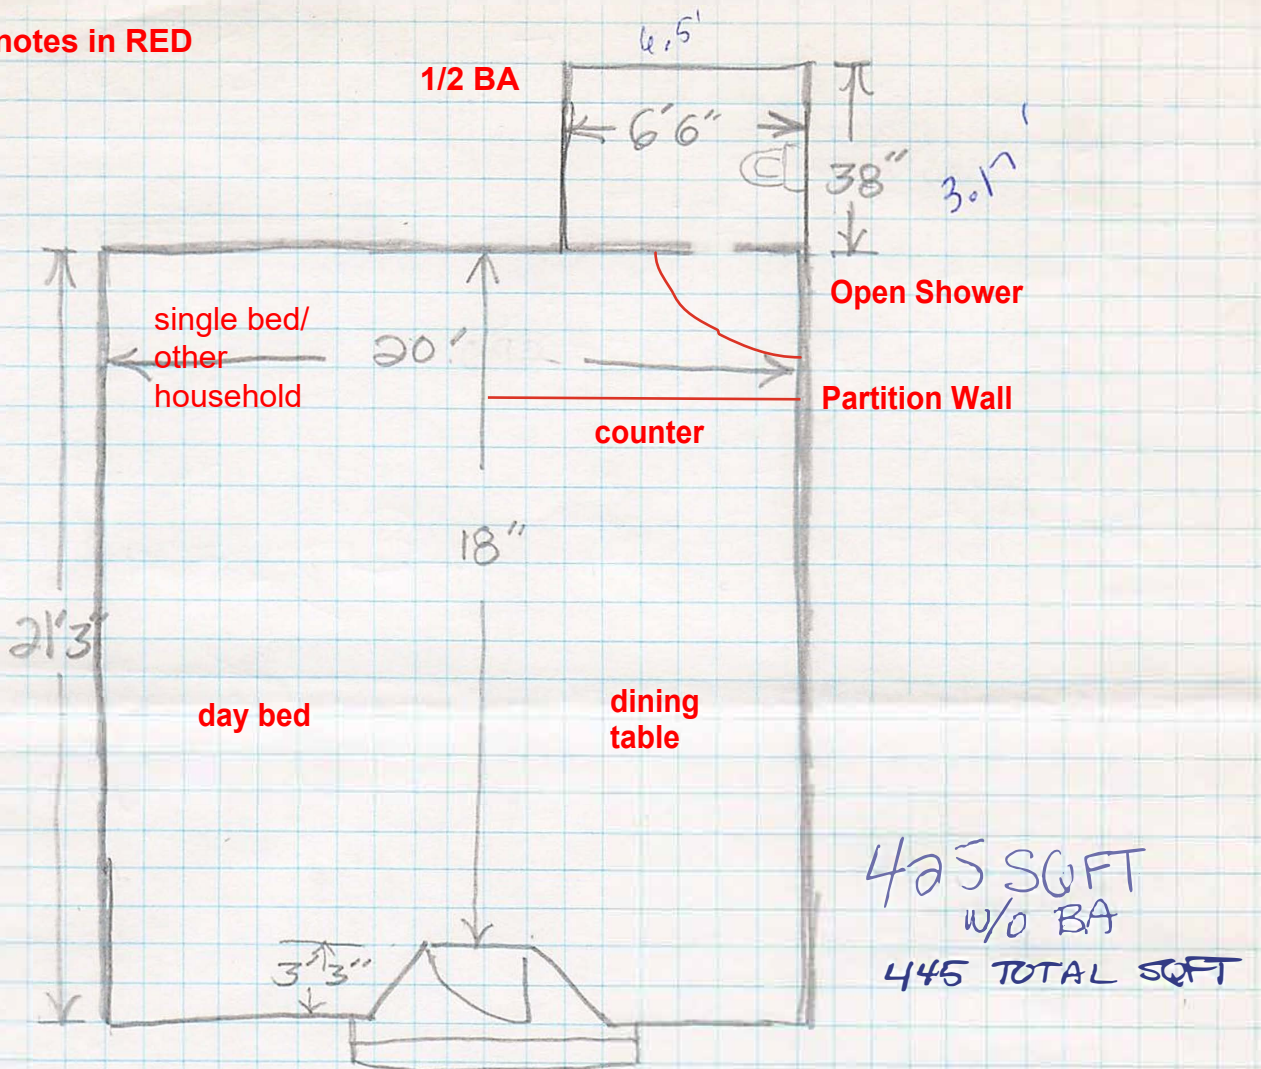 notes in RED
6,5'
1/2 BA
6'6"
38"
3.17'
Open Shower
single bed/
other
household
20'
Partition Wall
counter
18"
21'3"
day bed
dining
table
425 SQFT
W/O BA
3'3"
445 TOTAL SQFT